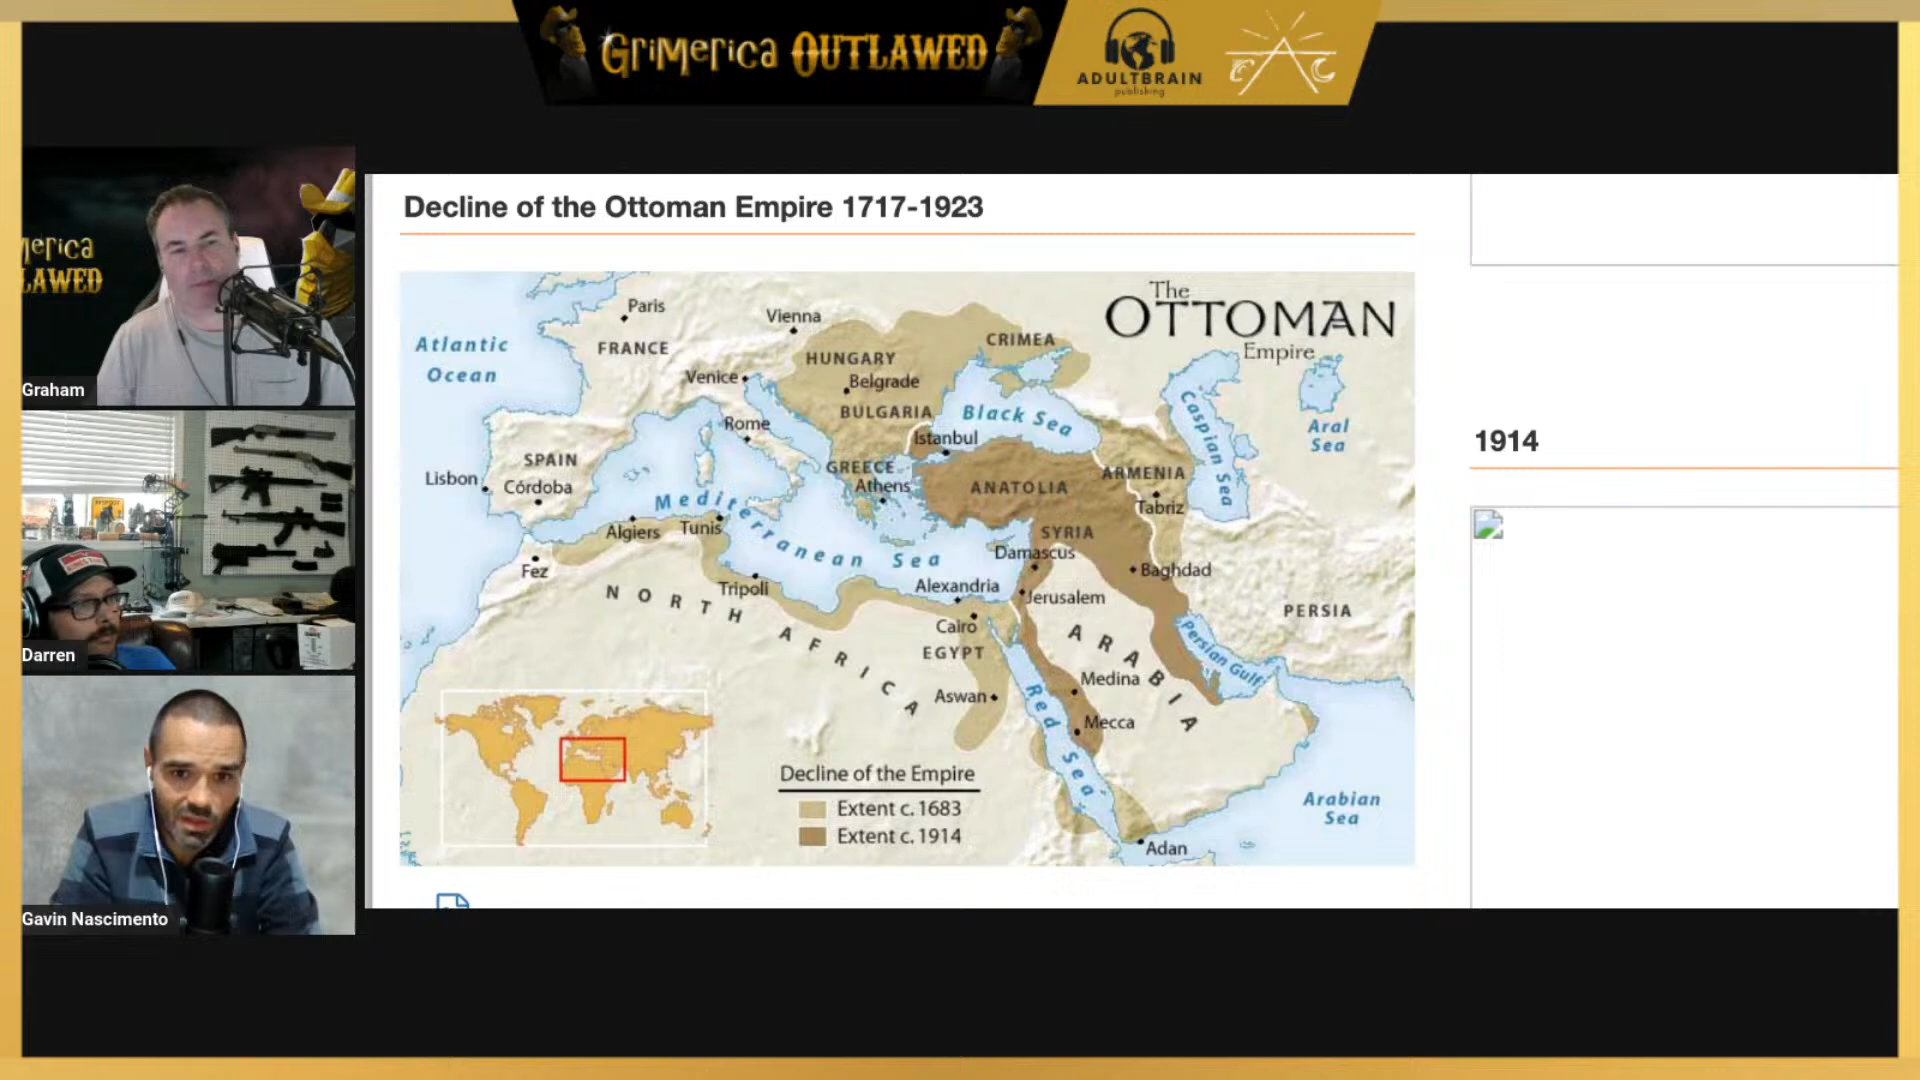 GRIMERICA OUTLAWED
ADULTBRAIN
publishing
MERICA
LAWED
Graham
Darren
Gavin Nascimento
Decline of the Ottoman Empire 1717-1923
The
OTTOMAN
Empire
Paris
Vienna
CRIMEA
Atlantic
Ocean
FRANCE
HUNGARY
Venice
Belgrade
BULGARIA
Black Sea
Caspian Sea
Aral
Sea
Rome
Istanbul
SPAIN
GREECE
ARMENIA
Lisbon
Córdoba
Athens
ANATOLIA
Mediterranean Sea
Tabriz
Algiers
Tunis
SYRIA
Damascus
Fez
Baghdad
Tripoli
Alexandria
Jerusalem
NORTH AFRICA
PERSIA
Cairo
ARABIA
Persian Gulf
EGYPT
Medina
Aswan
Red Sea
Mecca
Decline of the Empire
Extent c. 1683
Extent c. 1914
Arabian
Sea
Adan
1914